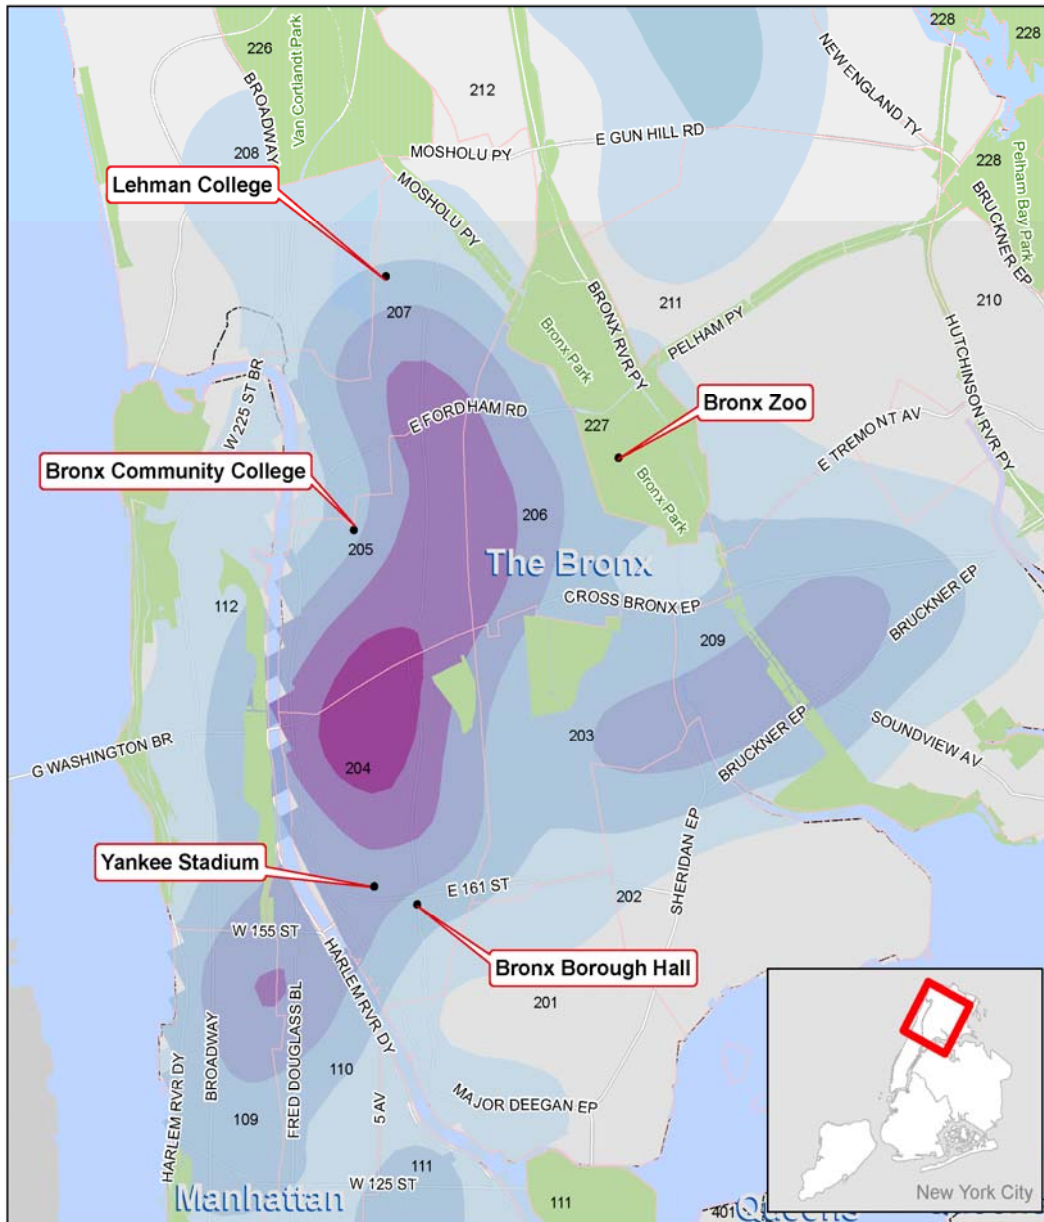 228
226
228
NEW ENGLAND TY
Van Cortlandt Park
BROADWAY
212
E GUN HILL RD
208
MOSHOLU PY
228
Pelham Bay Park
Lehman College
MOSHOLU PY
BRUCKNER EP
BRONX RVR PY
211
210
207
Bronx Park
PELHAM PY
HUTCHINSON RVR PY
W 225 ST BR
E FORDHAM RD
Bronx Zoo
227
E TREMONT AV
Bronx Community College
Bronx Park
206
205
The Bronx
112
CROSS BRONX EP
BRUCKNER EP
209
G WASHINGTON BR
203
BRUCKNER EP
SOUNDVIEW AV
204
SHERIDAN EP
Yankee Stadium
E 161 ST
202
W 155 ST
HARLEM RVR DY
Bronx Borough Hall
201
BROADWAY
FRED DOUGLASS BL
HARLEM RVR DY
110
5 AV
MAJOR DEEGAN EP
109
111
W 125 ST
Manhattan
111
401
Queens
New York City